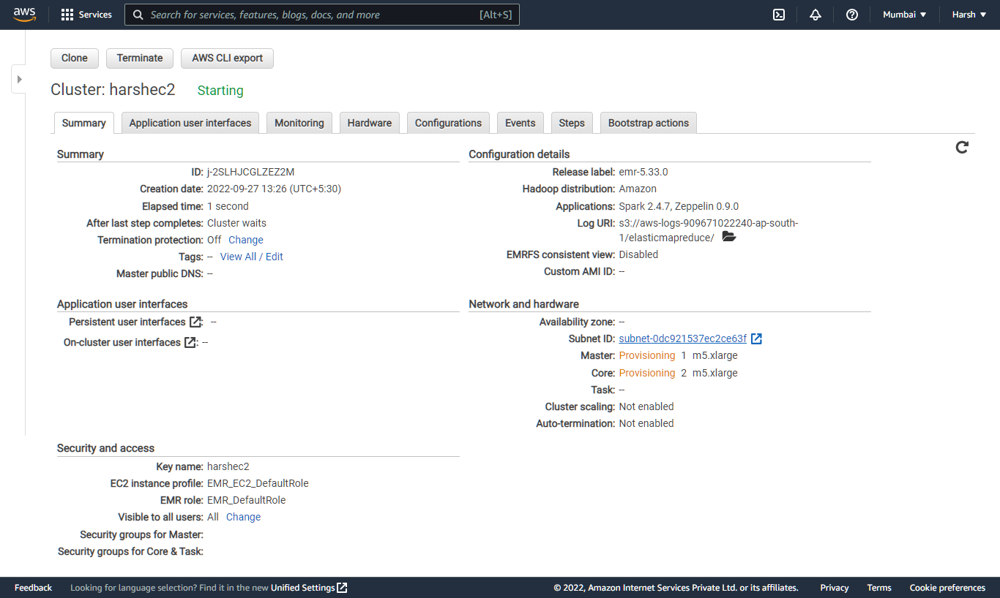 aws
Services
Search for services, features, blogs, docs, and more [Alt+S]
Mumbai ▼
Harsh ▼
Clone
Terminate
AWS CLI export
Cluster: harshec2 Starting
Summary
Application user interfaces
Monitoring
Hardware
Configurations
Events
Steps
Bootstrap actions
Summary
ID: j-2SLHJCGLZEZ2M
Creation date: 2022-09-27 13:26 (UTC+5:30)
Elapsed time: 1 second
After last step completes: Cluster waits
Termination protection: Off Change
Tags: -- View All / Edit
Master public DNS: --
Configuration details
Release label: emr-5.33.0
Hadoop distribution: Amazon
Applications: Spark 2.4.7, Zeppelin 0.9.0
Log URI: s3://aws-logs-909671022240-ap-south-
1/elasticmapreduce/
EMRFS consistent view: Disabled
Custom AMI ID: --
Application user interfaces
Persistent user interfaces : --
On-cluster user interfaces : --
Network and hardware
Availability zone: --
Subnet ID: subnet-0dc921537ec2ce63f
Master: Provisioning 1 m5.xlarge
Core: Provisioning 2 m5.xlarge
Task: --
Cluster scaling: Not enabled
Auto-termination: Not enabled
Security and access
Key name: harshec2
EC2 instance profile: EMR_EC2_DefaultRole
EMR role: EMR_DefaultRole
Visible to all users: All Change
Security groups for Master:
Security groups for Core & Task:
Feedback
Looking for language selection? Find it in the new Unified Settings
© 2022, Amazon Internet Services Private Ltd. or its affiliates.
Privacy
Terms
Cookie preferences